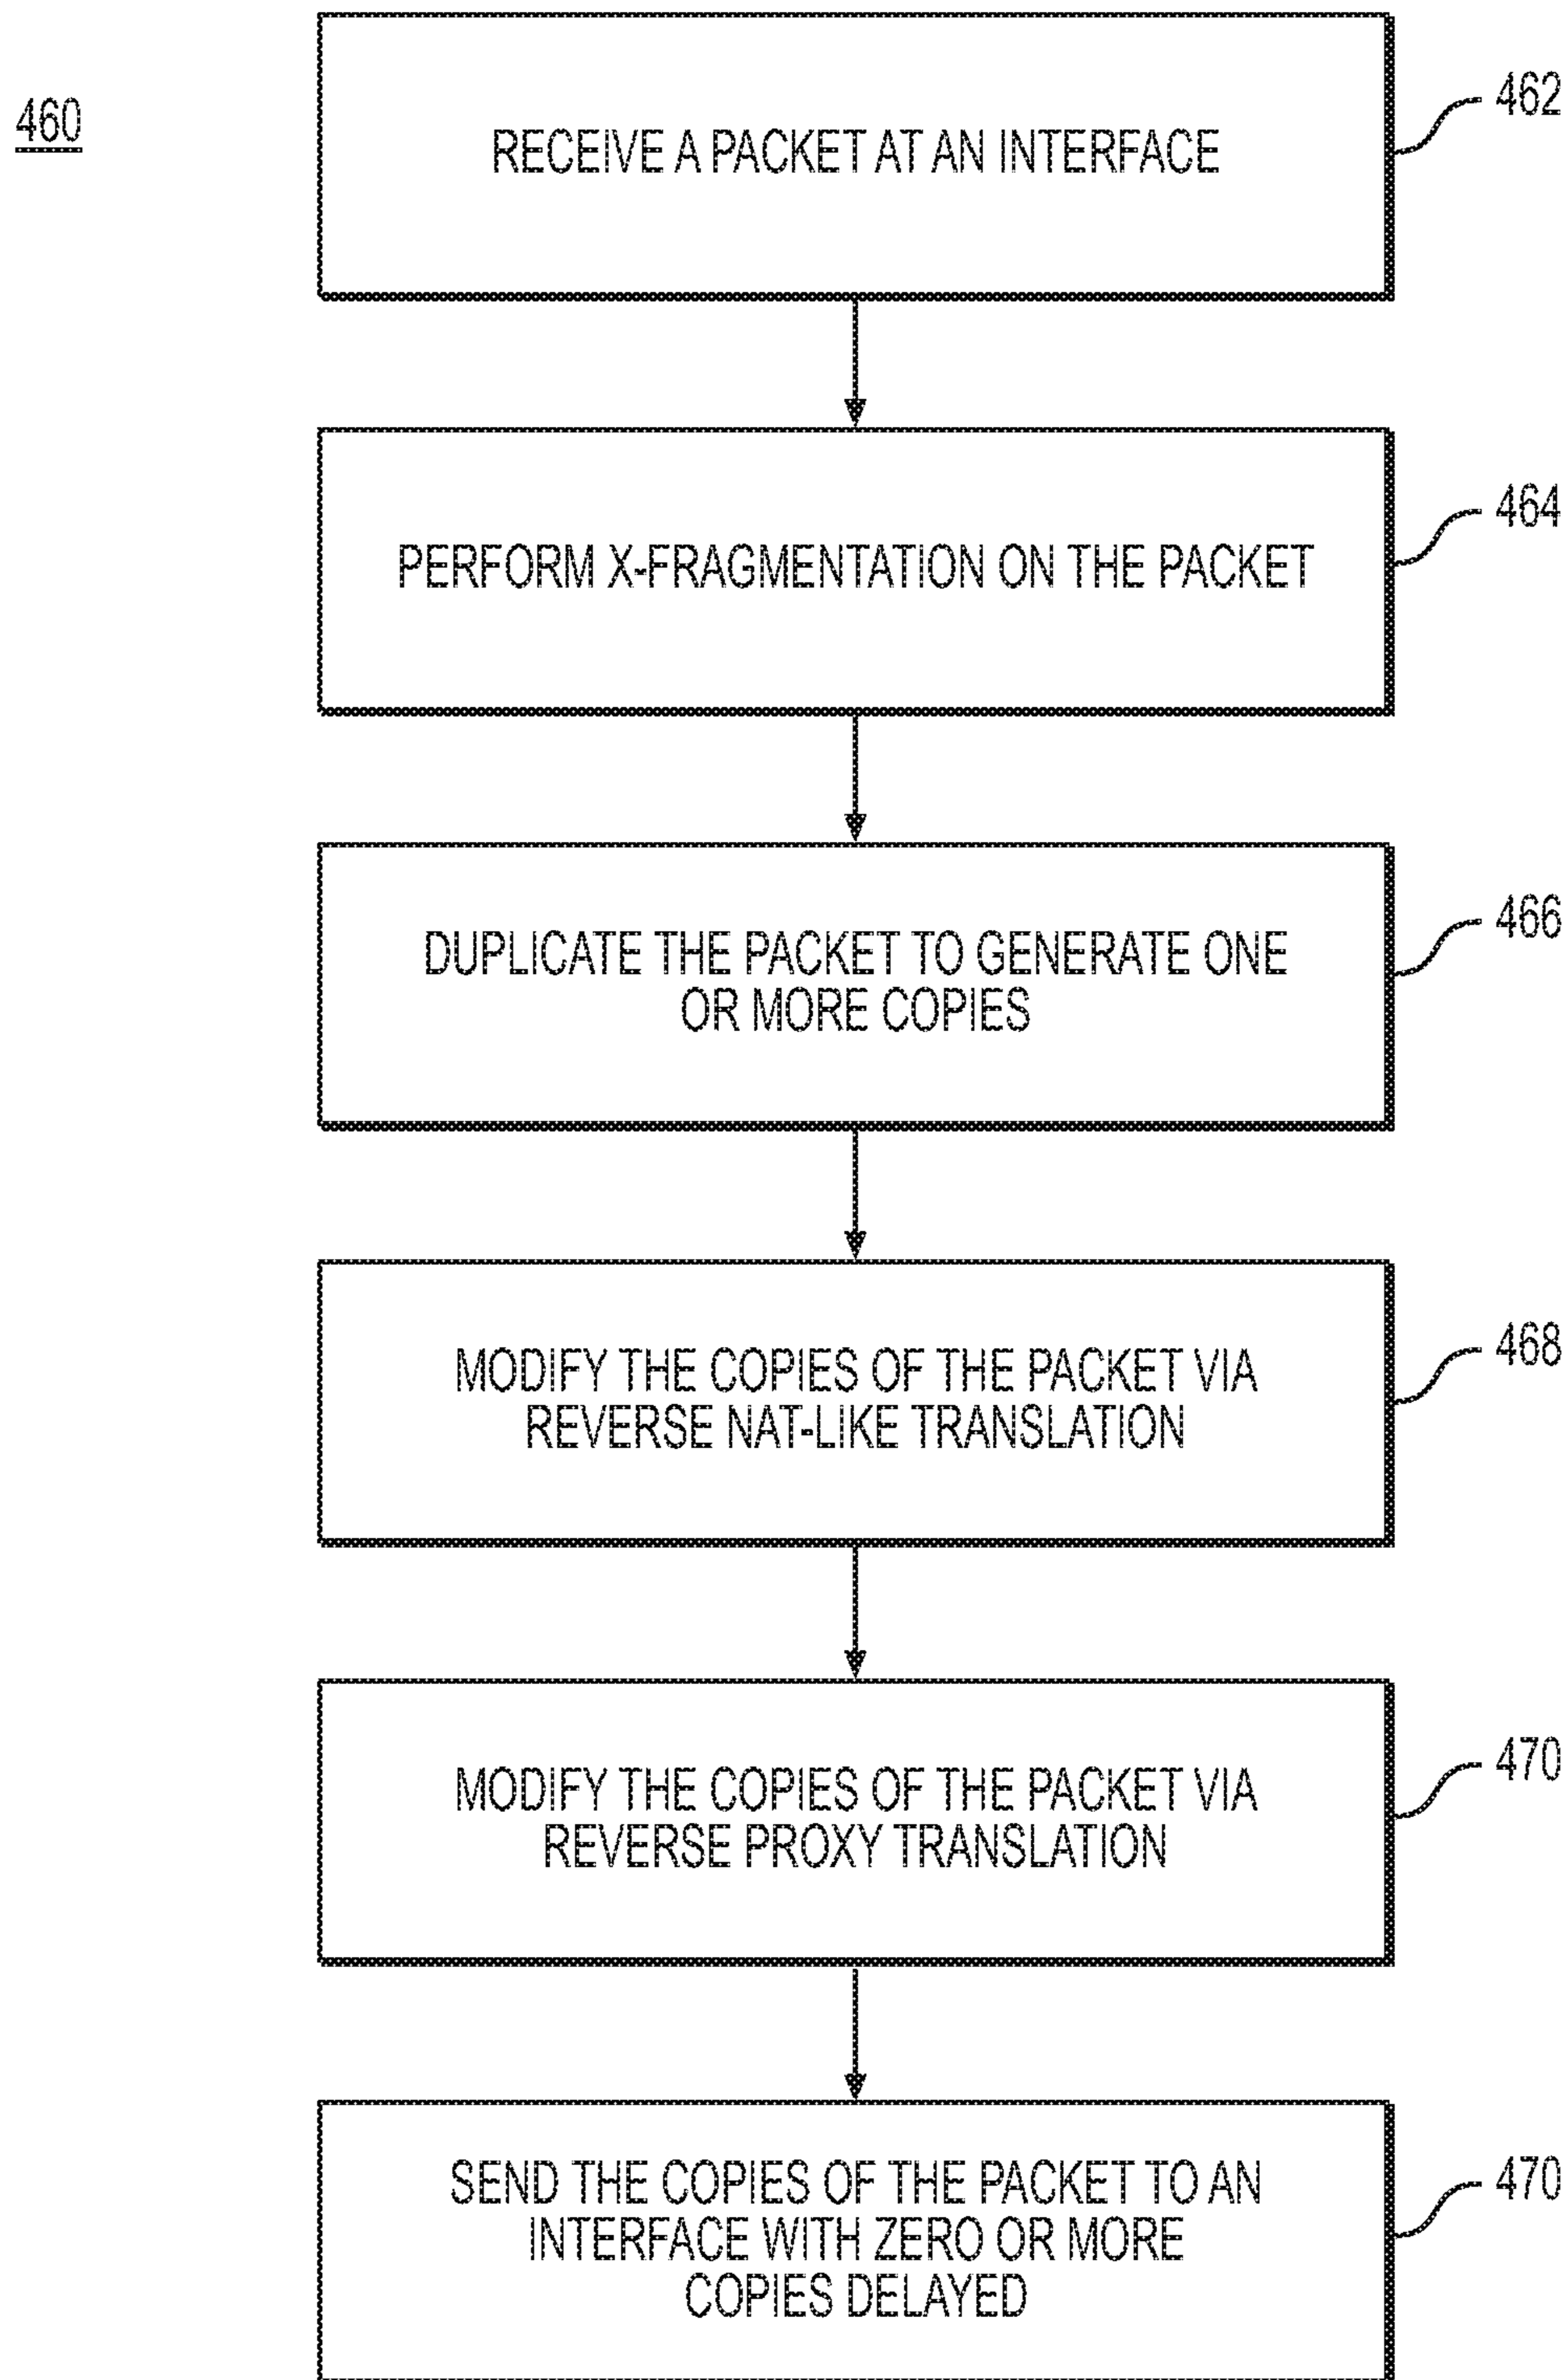 460
RECEIVE A PACKET AT AN INTERFACE
462
PERFORM X-FRAGMENTATION ON THE PACKET
464
DUPLICATE THE PACKET TO GENERATE ONE
OR MORE COPIES
466
MODIFY THE COPIES OF THE PACKET VIA
REVERSE NAT-LIKE TRANSLATION
468
MODIFY THE COPIES OF THE PACKET VIA
REVERSE PROXY TRANSLATION
470
SEND THE COPIES OF THE PACKET TO AN
INTERFACE WITH ZERO OR MORE
COPIES DELAYED
470